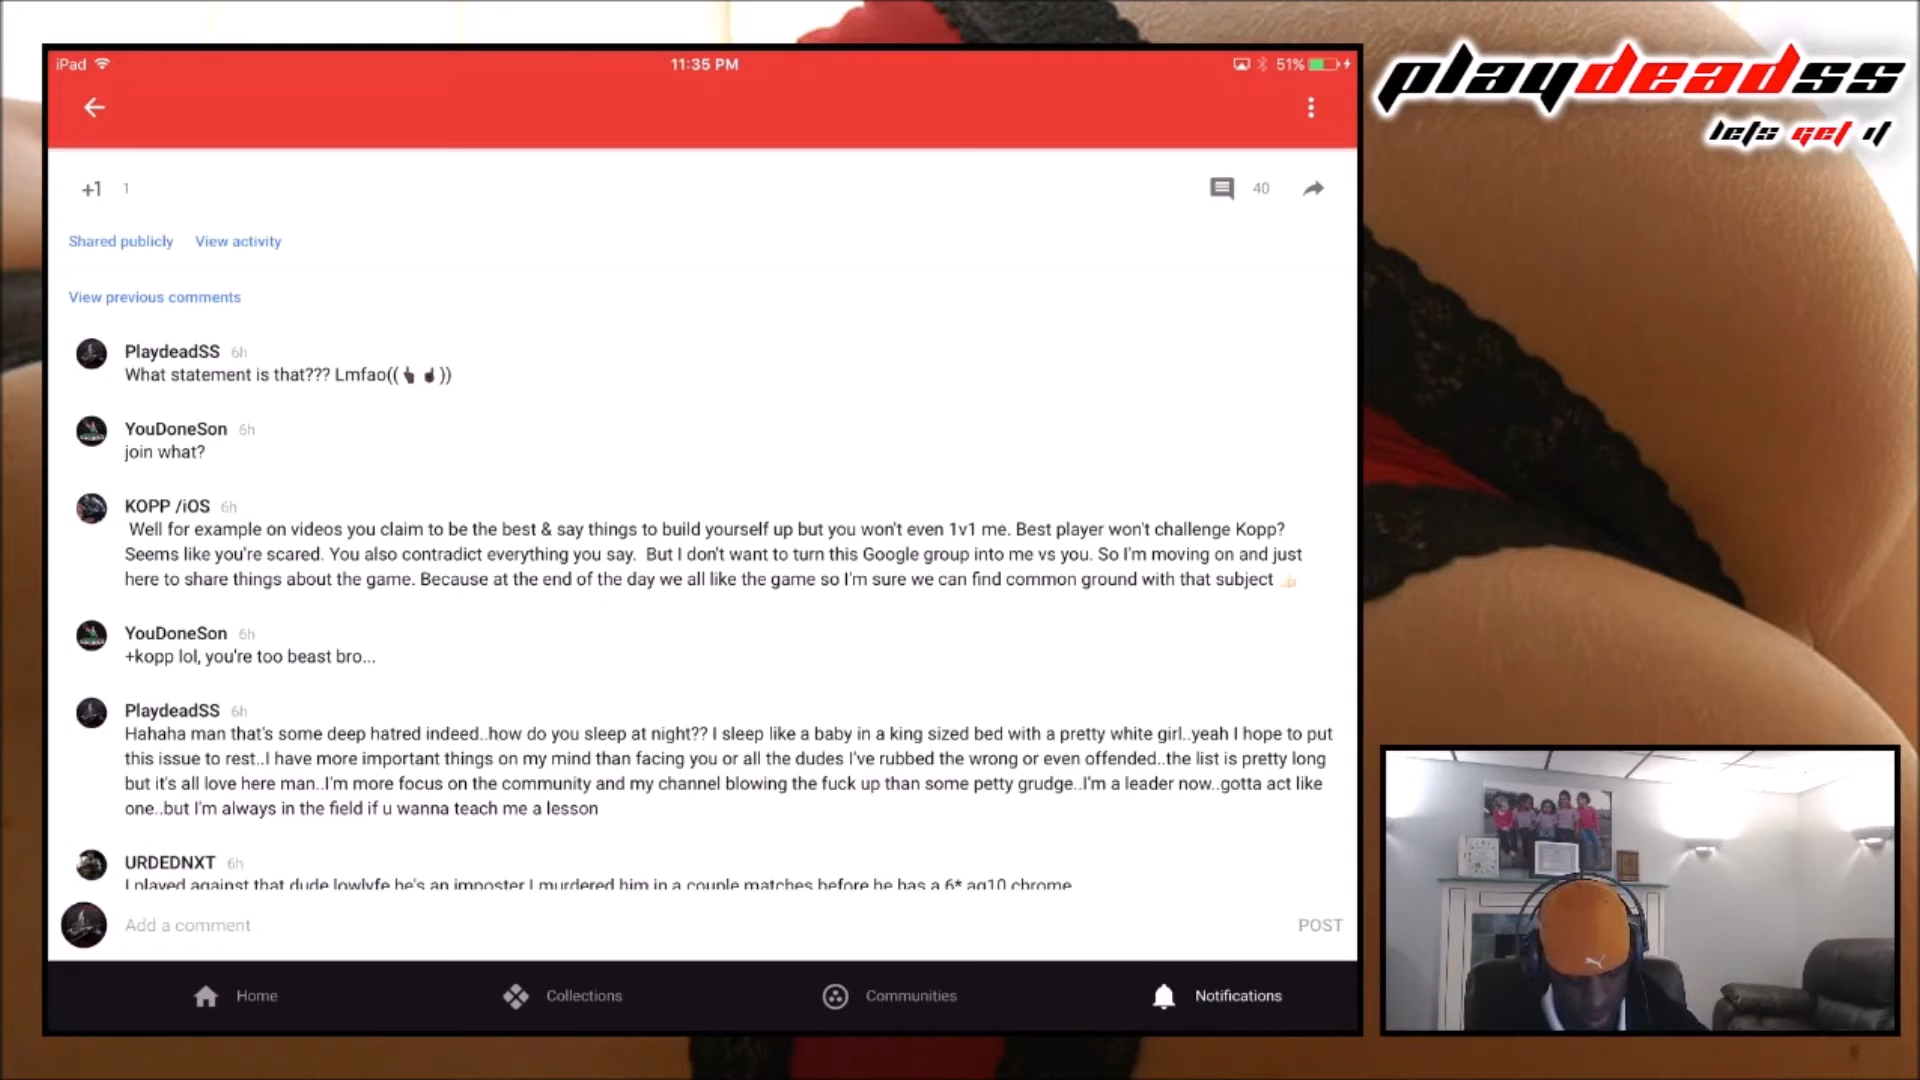 iPad 11:35 PM 51%
playdeadss
lets get it
+1 1 40
Shared publicly View activity
View previous comments
PlaydeadSS 6h
What statement is that??? Lmfao(( ))
YouDoneSon 6h
join what?
KOPP /iOS 6h
Well for example on videos you claim to be the best & say things to build yourself up but you won't even 1v1 me. Best player won't challenge Kopp?
Seems like you're scared. You also contradict everything you say. But I don't want to turn this Google group into me vs you. So I'm moving on and just
here to share things about the game. Because at the end of the day we all like the game so I'm sure we can find common ground with that subject
YouDoneSon 6h
+kopp lol, you're too beast bro...
PlaydeadSS 6h
Hahaha man that's some deep hatred indeed..how do you sleep at night?? I sleep like a baby in a king sized bed with a pretty white girl..yeah I hope to put
this issue to rest..I have more important things on my mind than facing you or all the dudes I've rubbed the wrong or even offended..the list is pretty long
but it's all love here man..I'm more focus on the community and my channel blowing the fuck up than some petty grudge..I'm a leader now..gotta act like
one..but I'm always in the field if u wanna teach me a lesson
URDEDNXT 6h
I played against that dude lowlyfe he's an imposter I murdered him in a couple matches before he has a 6* ag10 chrome
Add a comment POST
Home Collections Communities Notifications